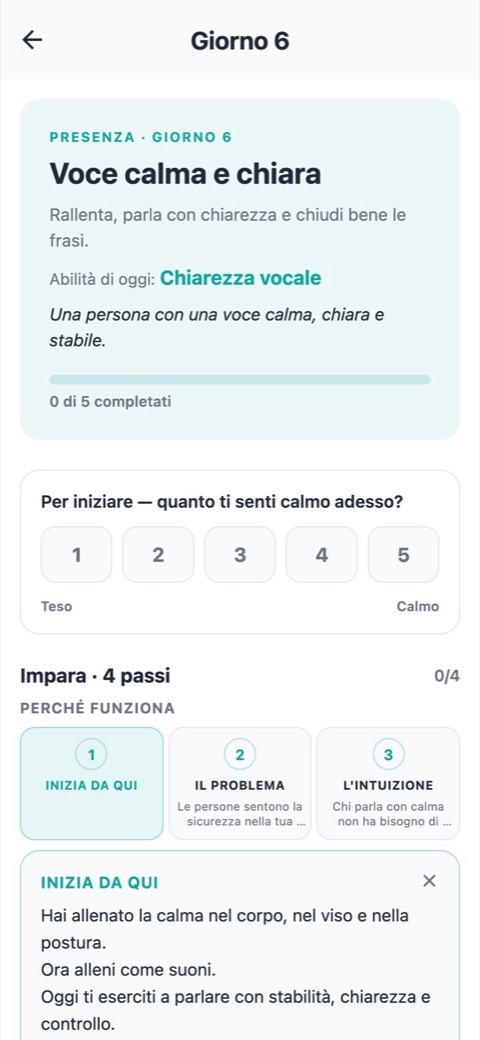 Giorno 6
PRESENZA · GIORNO 6
Voce calma e chiara
Rallenta, parla con chiarezza e chiudi bene le
frasi.
Abilità di oggi: Chiarezza vocale
Una persona con una voce calma, chiara e
stabile.
0 di 5 completati
Per iniziare — quanto ti senti calmo adesso?
1 2 3 4 5
Teso Calmo
Impara · 4 passi 0/4
PERCHÉ FUNZIONA
1
INIZIA DA QUI
2
IL PROBLEMA
Le persone sentono la
sicurezza nella tua ...
3
L'INTUIZIONE
Chi parla con calma
non ha bisogno di ...
INIZIA DA QUI
Hai allenato la calma nel corpo, nel viso e nella
postura.
Ora alleni come suoni.
Oggi ti eserciti a parlare con stabilità, chiarezza e
controllo.